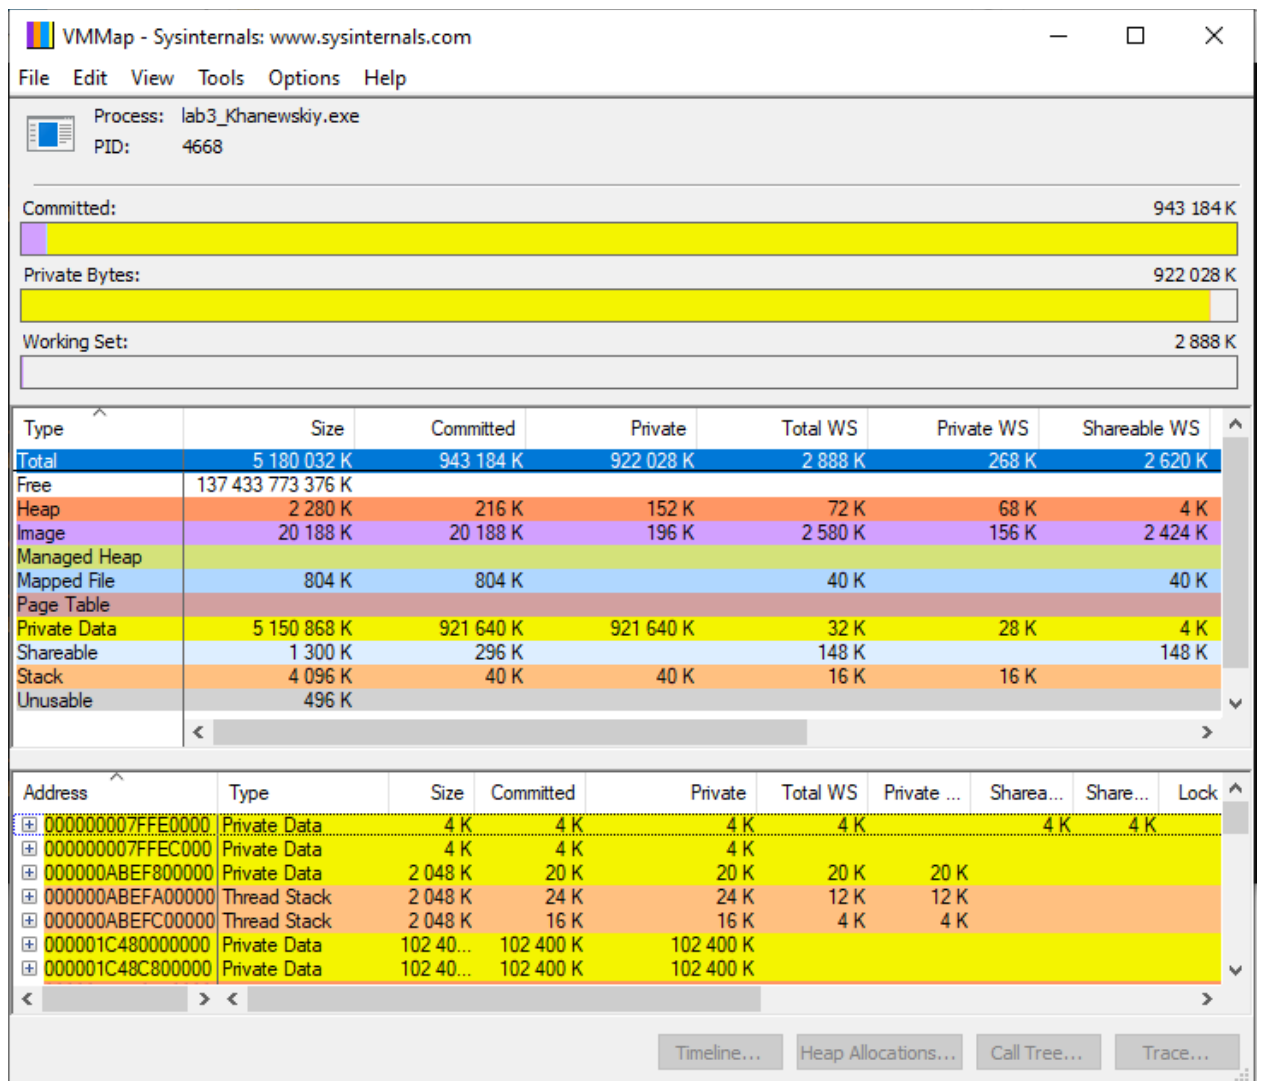 VMMap - Sysinternals: www.sysinternals.com
File Edit View Tools Options Help
Process: lab3_Khanewskiy.exe
PID: 4668
Committed: 943 184 K
Private Bytes: 922 028 K
Working Set: 2 888 K
Type Size Committed Private Total WS Private WS Shareable WS
Total 5 180 032 K 943 184 K 922 028 K 2 888 K 268 K 2 620 K
Free 137 433 773 376 K
Heap 2 280 K 216 K 152 K 72 K 68 K 4 K
Image 20 188 K 20 188 K 196 K 2 580 K 156 K 2 424 K
Managed Heap
Mapped File 804 K 804 K 40 K 40 K
Page Table
Private Data 5 150 868 K 921 640 K 921 640 K 32 K 28 K 4 K
Shareable 1 300 K 296 K 148 K 148 K
Stack 4 096 K 40 K 40 K 16 K 16 K
Unusable 496 K
Address Type Size Committed Private Total WS Private ... Sharea... Share... Lock
000000007FFE0000 Private Data 4 K 4 K 4 K 4 K 4 K 4 K
000000007FFEC000 Private Data 4 K 4 K 4 K
000000ABEF800000 Private Data 2 048 K 20 K 20 K 20 K 20 K
000000ABEFA00000 Thread Stack 2 048 K 24 K 24 K 12 K 12 K
000000ABEFC00000 Thread Stack 2 048 K 16 K 16 K 4 K 4 K
000001C480000000 Private Data 102 40... 102 400 K 102 400 K
000001C48C800000 Private Data 102 40... 102 400 K 102 400 K
Timeline... Heap Allocations... Call Tree... Trace...